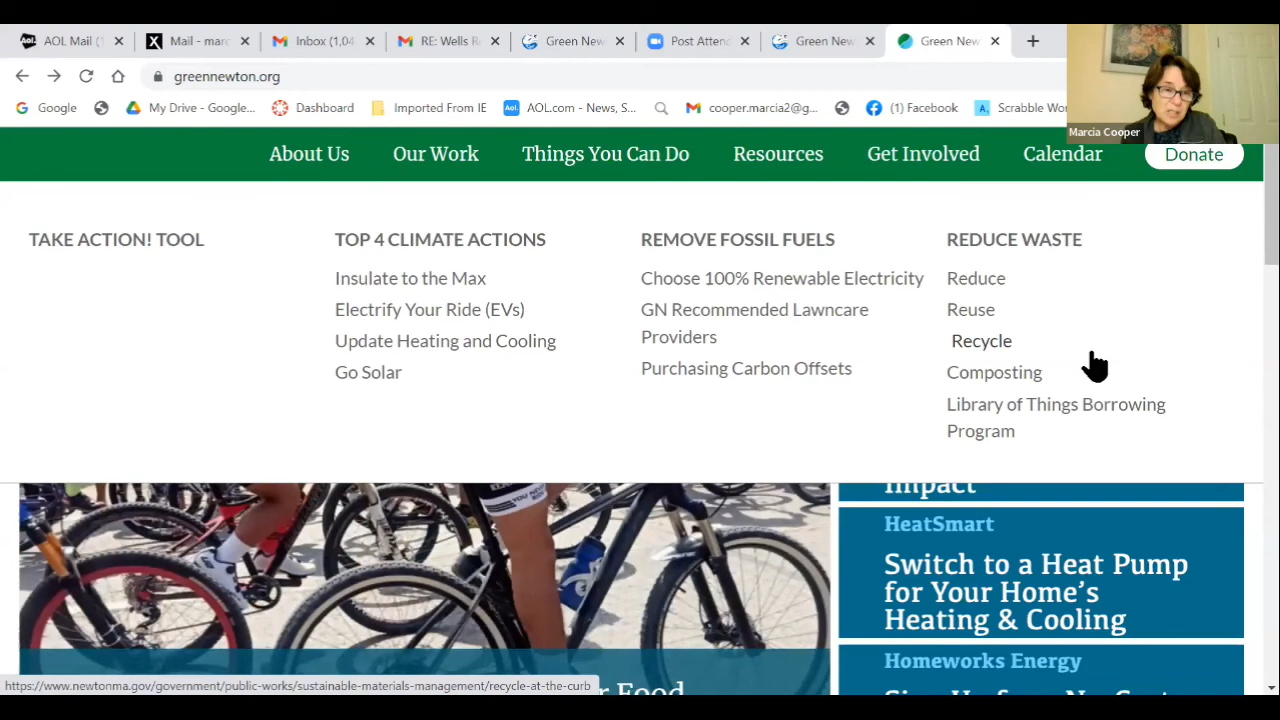 AOL Mail (
Mail - marc
Inbox (1,04
RE: Wells R
Green New
Post Attend
Green New
Green New
greennewton.org
Google
My Drive - Google...
Dashboard
Imported From IE
AOL.com - News, S...
cooper.marcia2@g...
(1) Facebook
Scrabble Wor
Marcia Cooper
About Us
Our Work
Things You Can Do
Resources
Get Involved
Calendar
Donate
TAKE ACTION! TOOL
TOP 4 CLIMATE ACTIONS
Insulate to the Max
Electrify Your Ride (EVs)
Update Heating and Cooling
Go Solar
REMOVE FOSSIL FUELS
Choose 100% Renewable Electricity
GN Recommended Lawncare
Providers
Purchasing Carbon Offsets
REDUCE WASTE
Reduce
Reuse
Recycle
Composting
Library of Things Borrowing
Program
Impact
HeatSmart
Switch to a Heat Pump
for Your Home's
Heating & Cooling
Homeworks Energy
Food
https://www.newtonma.gov/government/public-works/sustainable-materials-management/recycle-at-the-curb